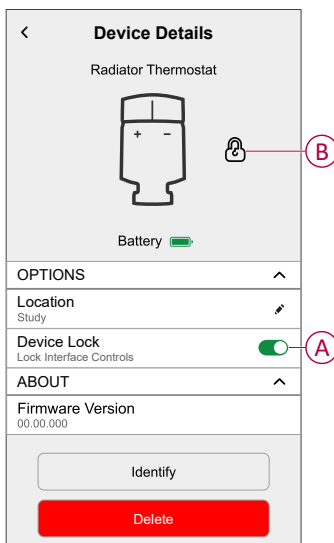 Device Details
Radiator Thermostat
+ -
B
Battery
OPTIONS
Location
Study
Device Lock
Lock Interface Controls
A
ABOUT
Firmware Version
00.00.000
Identify
Delete